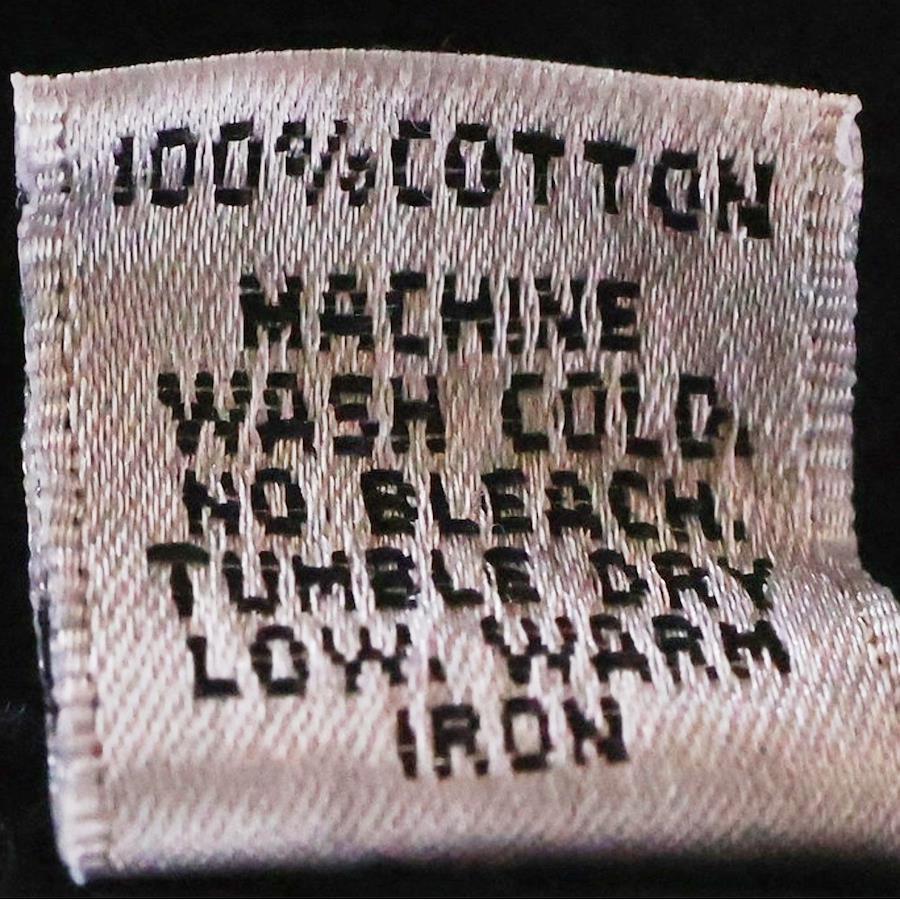 100% COTTON
MACHINE
WASH COLD.
NO BLEACH.
TUMBLE DRY
LOW. WARM
IRON